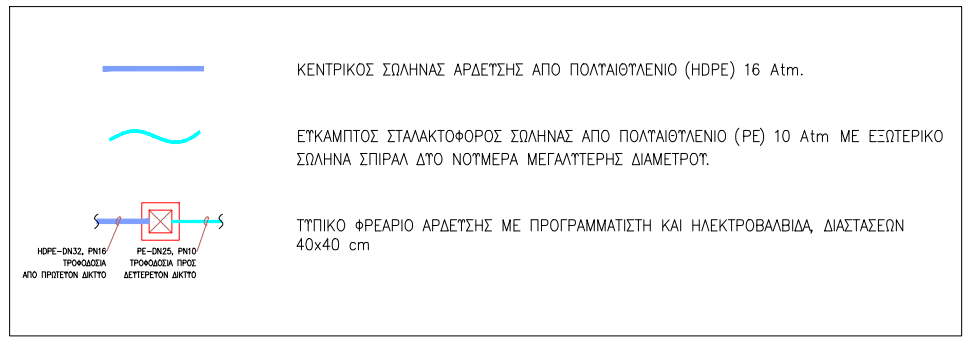 ΚΕΝΤΡΙΚΟΣ ΣΩΛΗΝΑΣ ΑΡΔΕΥΣΗΣ ΑΠΟ ΠΟΛΥΑΙΘΥΛΕΝΙΟ (HDPE) 16 Atm.
ΕΥΚΑΜΠΤΟΣ ΣΤΑΛΑΚΤΟΦΟΡΟΣ ΣΩΛΗΝΑΣ ΑΠΟ ΠΟΛΥΑΙΘΥΛΕΝΙΟ (PE) 10 Atm ΜΕ ΕΞΩΤΕΡΙΚΟ
ΣΩΛΗΝΑ ΣΠΙΡΑΛ ΔΥΟ ΝΟΥΜΕΡΑ ΜΕΓΑΛΥΤΕΡΗΣ ΔΙΑΜΕΤΡΟΥ.
ΤΥΠΙΚΟ ΦΡΕΑΡΙΟ ΑΡΔΕΥΣΗΣ ΜΕ ΠΡΟΓΡΑΜΜΑΤΙΣΤΗ ΚΑΙ ΗΛΕΚΤΡΟΒΑΛΒΙΔΑ, ΔΙΑΣΤΑΣΕΩΝ
40x40 cm
HDPE-DN32, PN16
ΤΡΟΦΟΔΟΣΙΑ
ΑΠΟ ΠΡΩΤΕΥΟΝ ΔΙΚΤΥΟ
PE-DN25, PN10
ΤΡΟΦΟΔΟΣΙΑ ΠΡΟΣ
ΔΕΥΤΕΡΕΥΟΝ ΔΙΚΤΥΟ